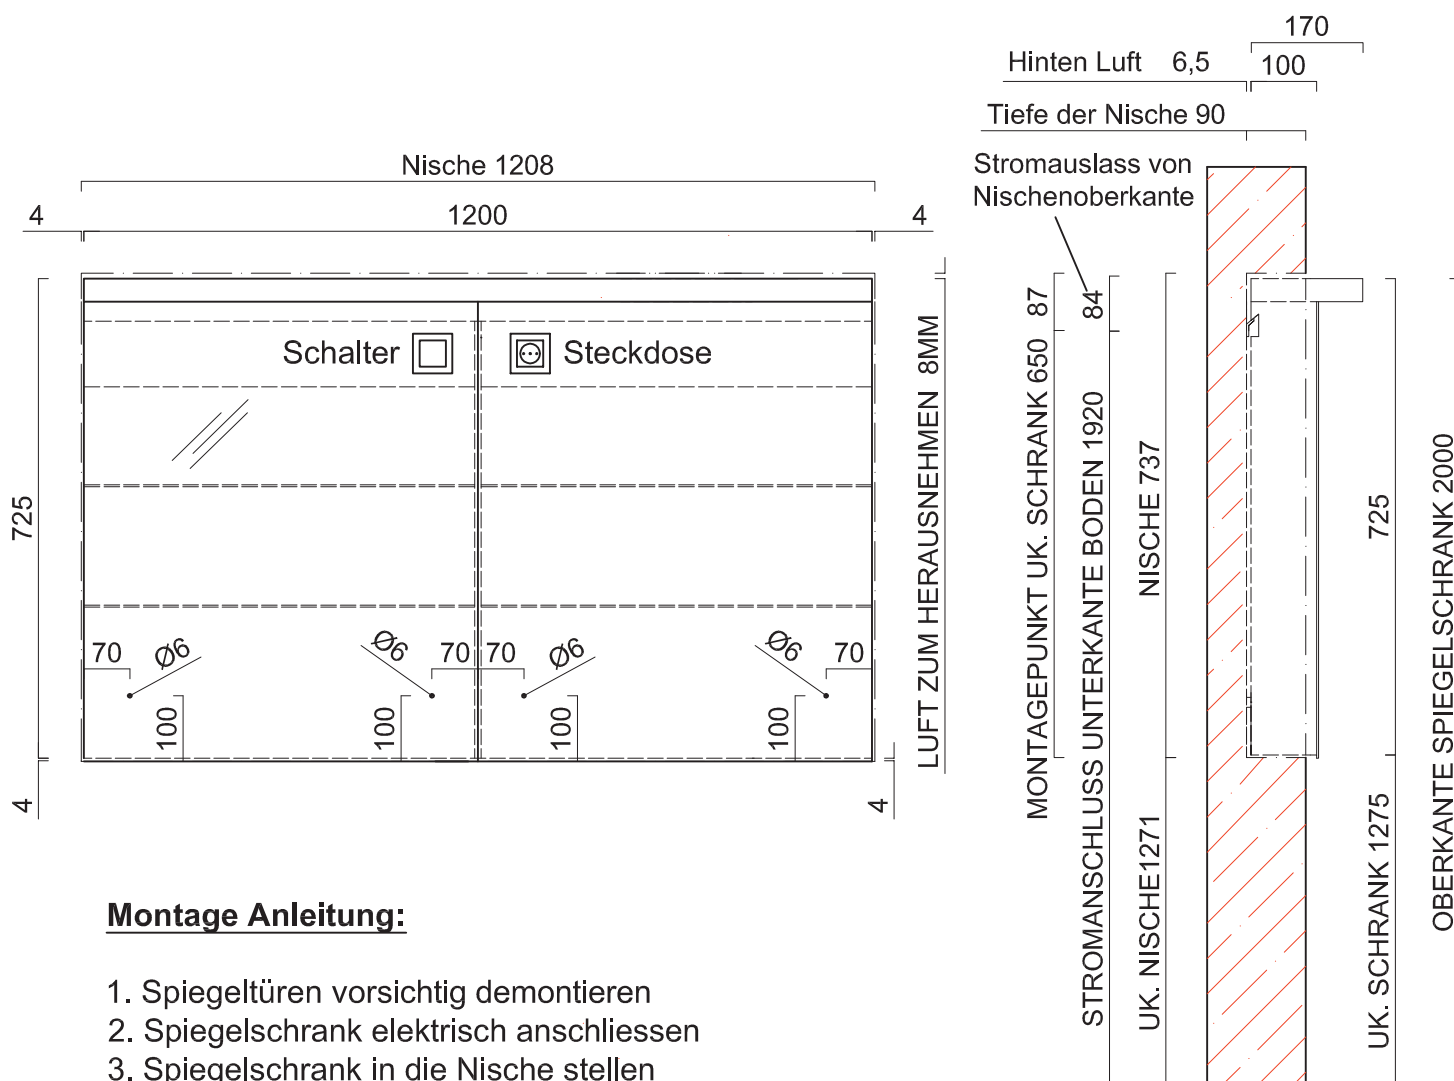 170
Hinten Luft 6,5 100
Tiefe der Nische 90
Stromauslass von
Nischenoberkante
Nische 1208
4 1200 4
Schalter
Steckdose
725
70 Ø6 Ø6 70 70 Ø6 Ø6 70
100 100 100 100
4 4
LUFT ZUM HERAUSNEHMEN 8MM
MONTAGEPUNKT UK. SCHRANK 650 87
STROMANSCHLUSS UNTERKANTE BODEN 1920 84
NISCHE 737
UK. NISCHE1271
725
UK. SCHRANK 1275
OBERKANTE SPIEGELSCHRANK 2000
Montage Anleitung:
1. Spiegeltüren vorsichtig demontieren
2. Spiegelschrank elektrisch anschliessen
3. Spiegelschrank in die Nische stellen